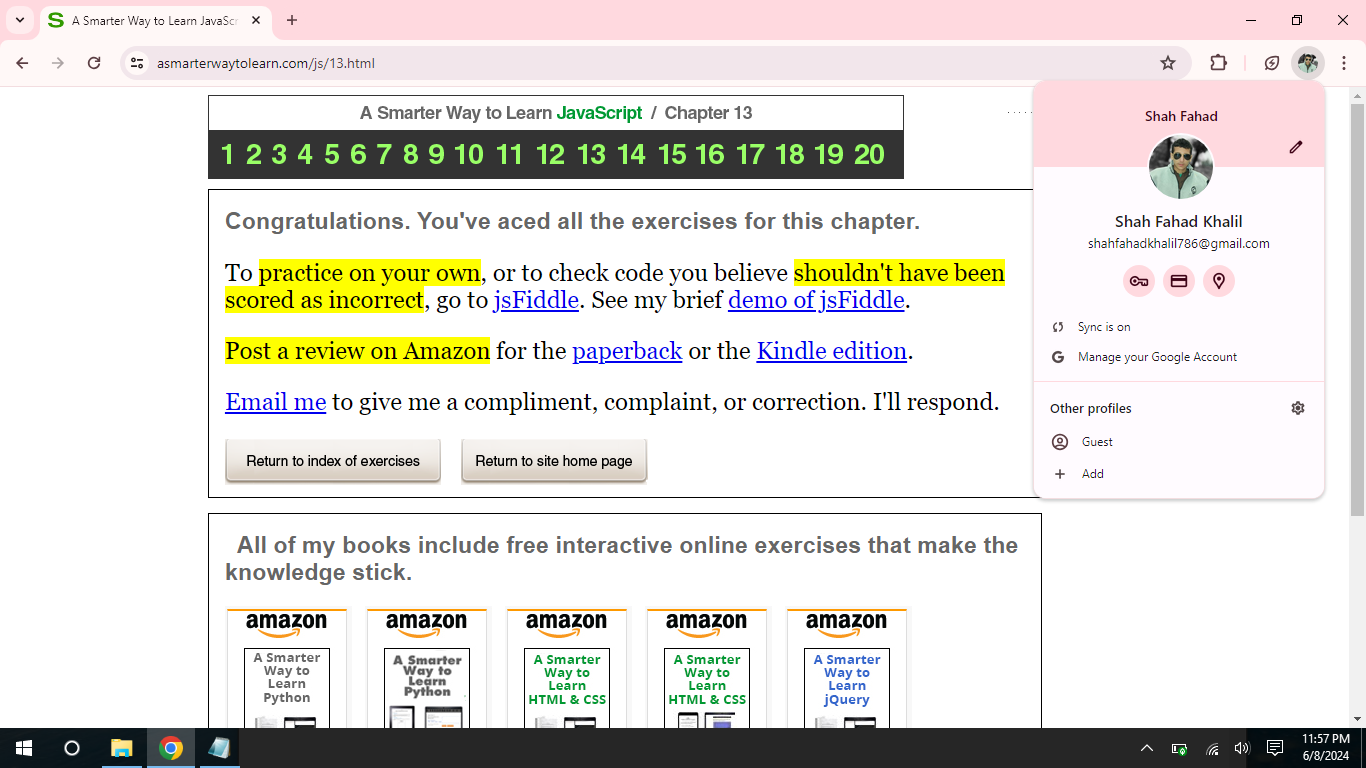 A Smarter Way to Learn JavaScr
asmarterwaytolearn.com/js/13.html
A Smarter Way to Learn JavaScript / Chapter 13
1 2 3 4 5 6 7 8 9 10 11 12 13 14 15 16 17 18 19 20
Congratulations. You've aced all the exercises for this chapter.
To practice on your own, or to check code you believe shouldn't have been
scored as incorrect, go to jsFiddle. See my brief demo of jsFiddle.
Post a review on Amazon for the paperback or the Kindle edition.
Email me to give me a compliment, complaint, or correction. I'll respond.
Return to index of exercises
Return to site home page
Shah Fahad
Shah Fahad Khalil
shahfahadkhalil786@gmail.com
Sync is on
Manage your Google Account
Other profiles
Guest
Add
All of my books include free interactive online exercises that make the
knowledge stick.
amazon
A Smarter
Way to
Learn
Python
amazon
A Smarter
Way to
Learn
Python
amazon
A Smarter
Way to
Learn
HTML & CSS
amazon
A Smarter
Way to
Learn
HTML & CSS
amazon
A Smarter
Way to
Learn
jQuery
11:57 PM
6/8/2024